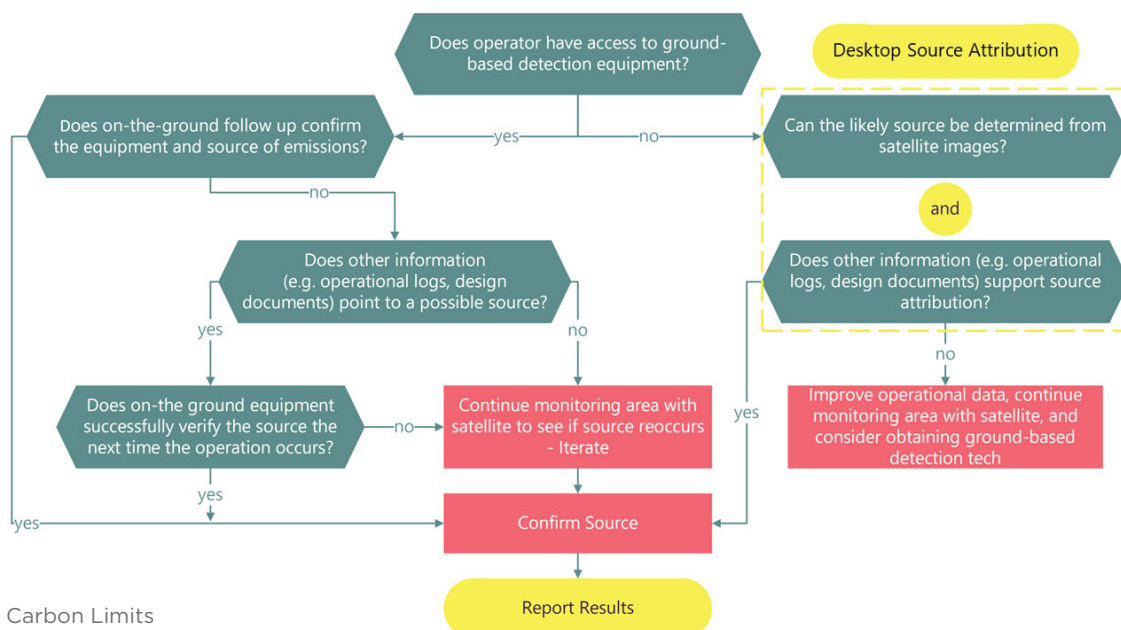 Does operator have access to ground-
based detection equipment?
Desktop Source Attribution
Does on-the-ground follow up confirm
the equipment and source of emissions?
yes
no
Can the likely source be determined from
satellite images?
no
and
Does other information
(e.g. operational logs, design
documents) point to a possible source?
Does other information (e.g. operational
logs, design documents) support source
attribution?
yes
no
no
Does on-the ground equipment
successfully verify the source the
next time the operation occurs?
no
Continue monitoring area with
satellite to see if source reoccurs
- Iterate
yes
Improve operational data, continue
monitoring area with satellite, and
consider obtaining ground-based
detection tech
yes
yes
Confirm Source
Report Results
Carbon Limits